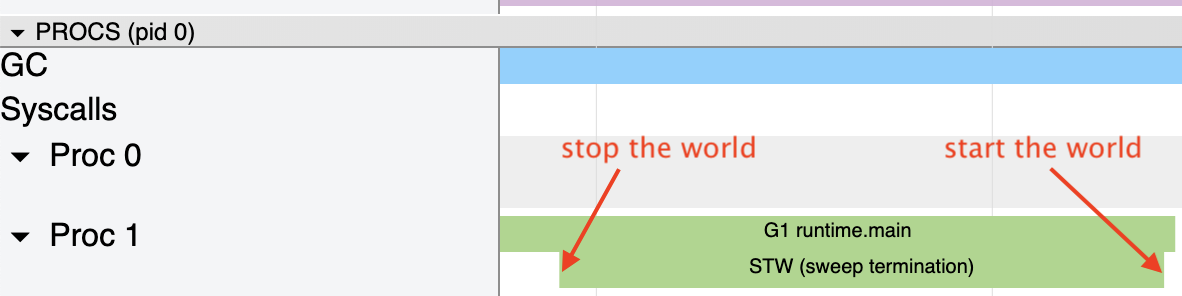 PROCS (pid 0)
GC
Syscalls
Proc 0
stop the world
start the world
Proc 1
G1 runtime.main
STW (sweep termination)